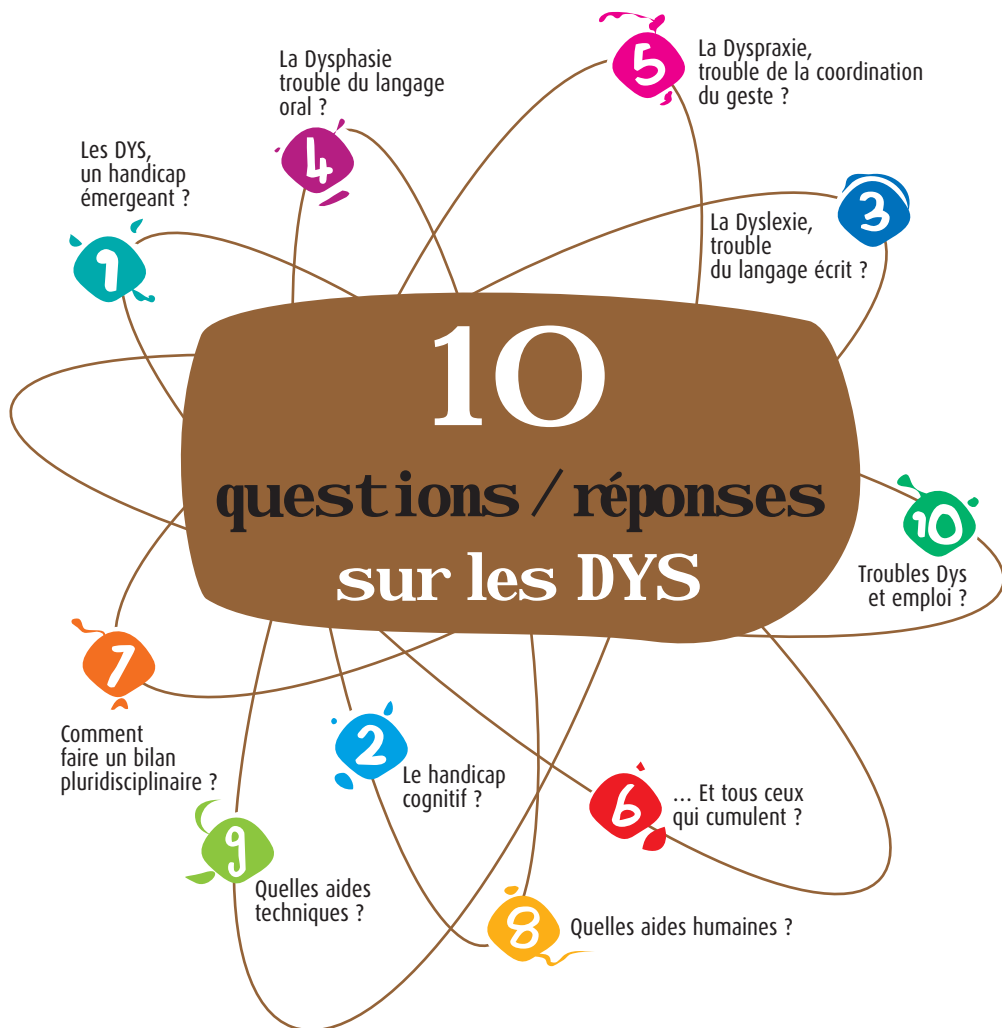 5
La Dyspraxie,
trouble de la coordination
du geste ?
4
La Dysphasie
trouble du langage
oral ?
1
Les DYS,
un handicap
émergeant ?
3
La Dyslexie,
trouble
du langage écrit ?
10
questions / réponses
sur les DYS
10
Troubles Dys
et emploi ?
7
Comment
faire un bilan
pluridisciplinaire ?
2
Le handicap
cognitif ?
6
... Et tous ceux
qui cumulent ?
9
Quelles aides
techniques ?
8
Quelles aides humaines ?